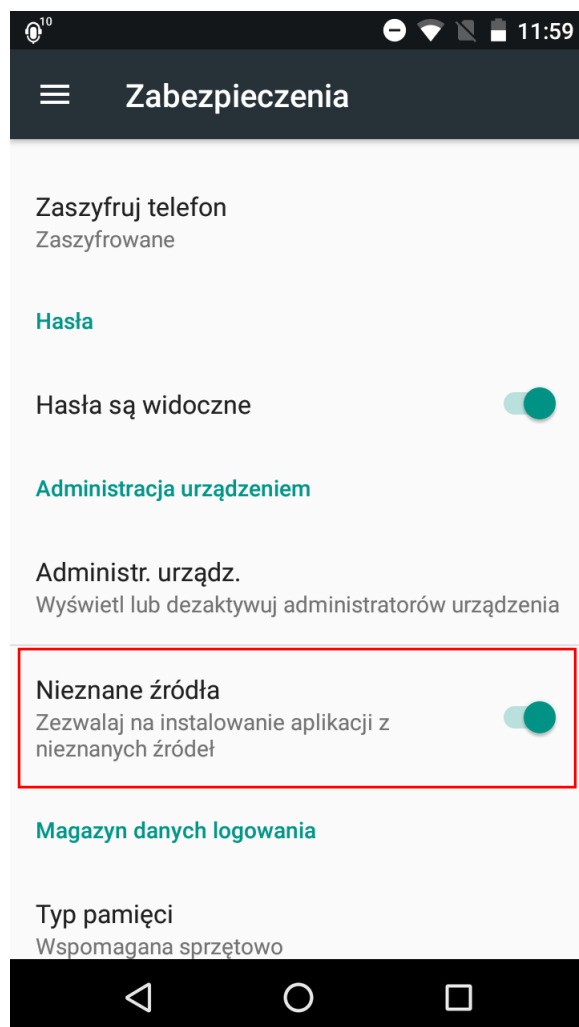 10
11:59
Zabezpieczenia
Zaszyfruj telefon
Zaszyfrowane
Hasła
Hasła są widoczne
Administracja urządzeniem
Administr. urządz.
Wyświetl lub dezaktywuj administratorów urządzenia
Nieznane źródła
Zezwalaj na instalowanie aplikacji z
nieznanych źródeł
Magazyn danych logowania
Typ pamięci
Wspomagana sprzętowo